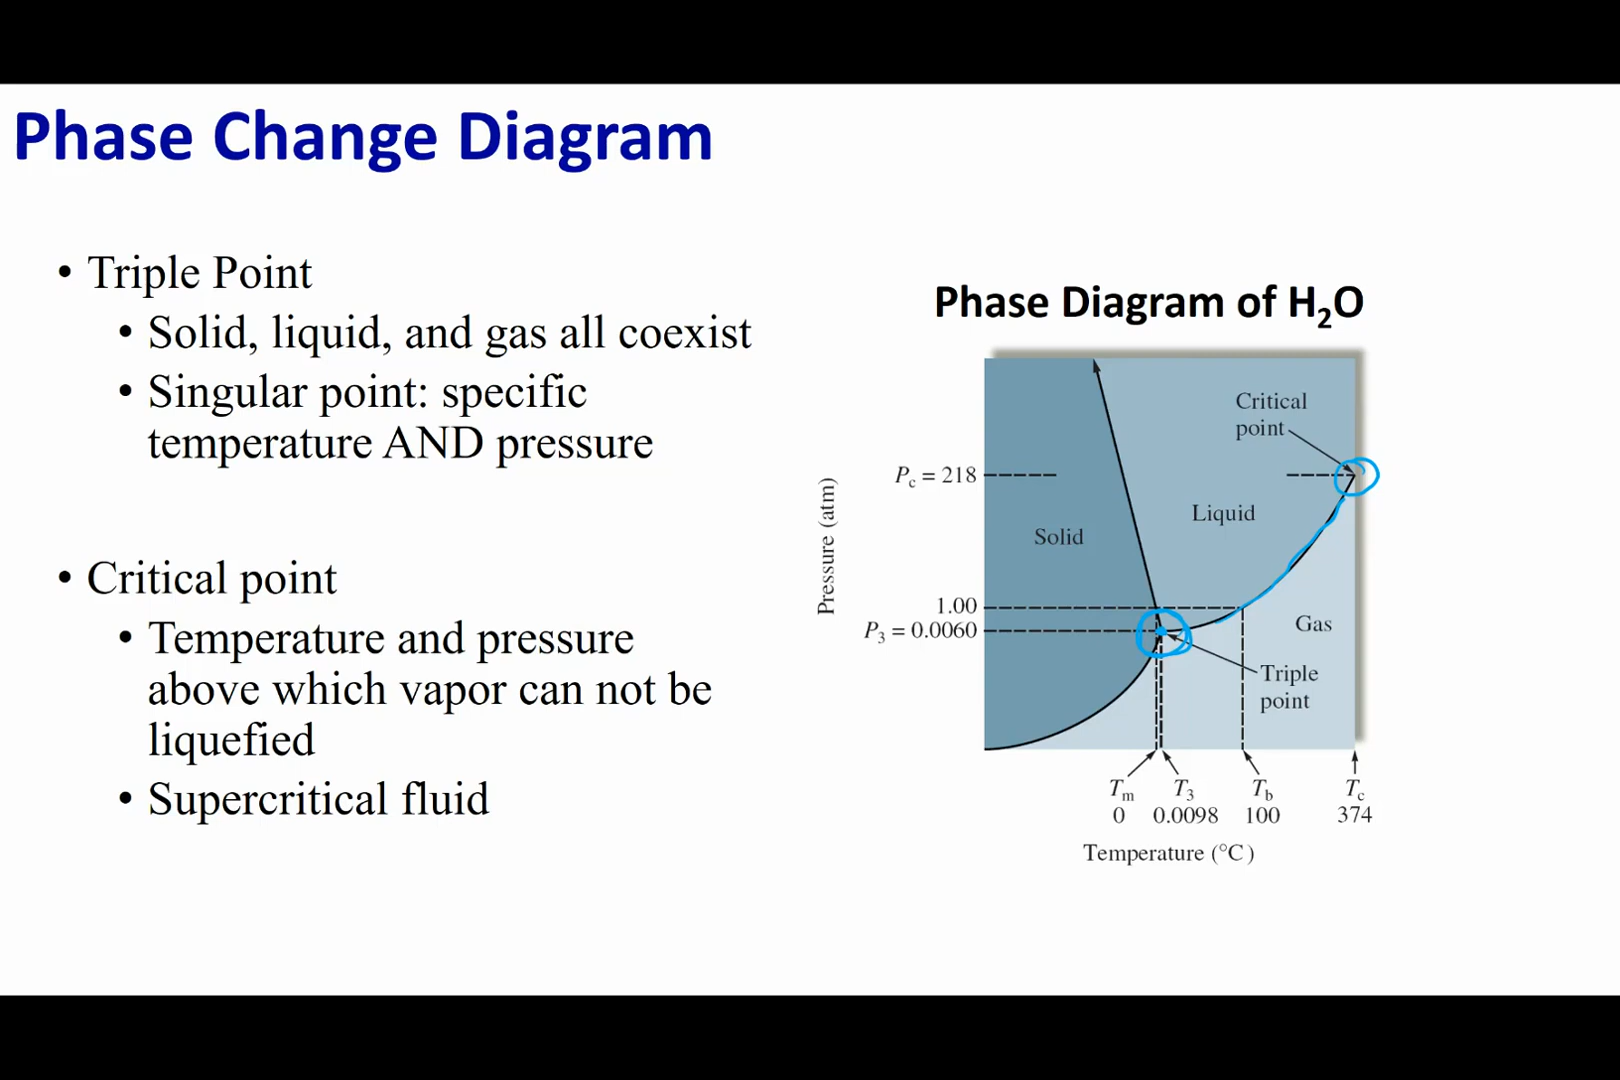 Phase Change Diagram
• Triple Point
• Solid, liquid, and gas all coexist
• Singular point: specific
temperature AND pressure
• Critical point
• Temperature and pressure
above which vapor can not be
liquefied
• Supercritical fluid
Phase Diagram of H₂O
Critical
point
Pc = 218
Liquid
Solid
Pressure (atm)
1.00
Gas
P₃ = 0.0060
Triple
point
Tm T₃ Tb Tc
0 0.0098 100 374
Temperature (°C)